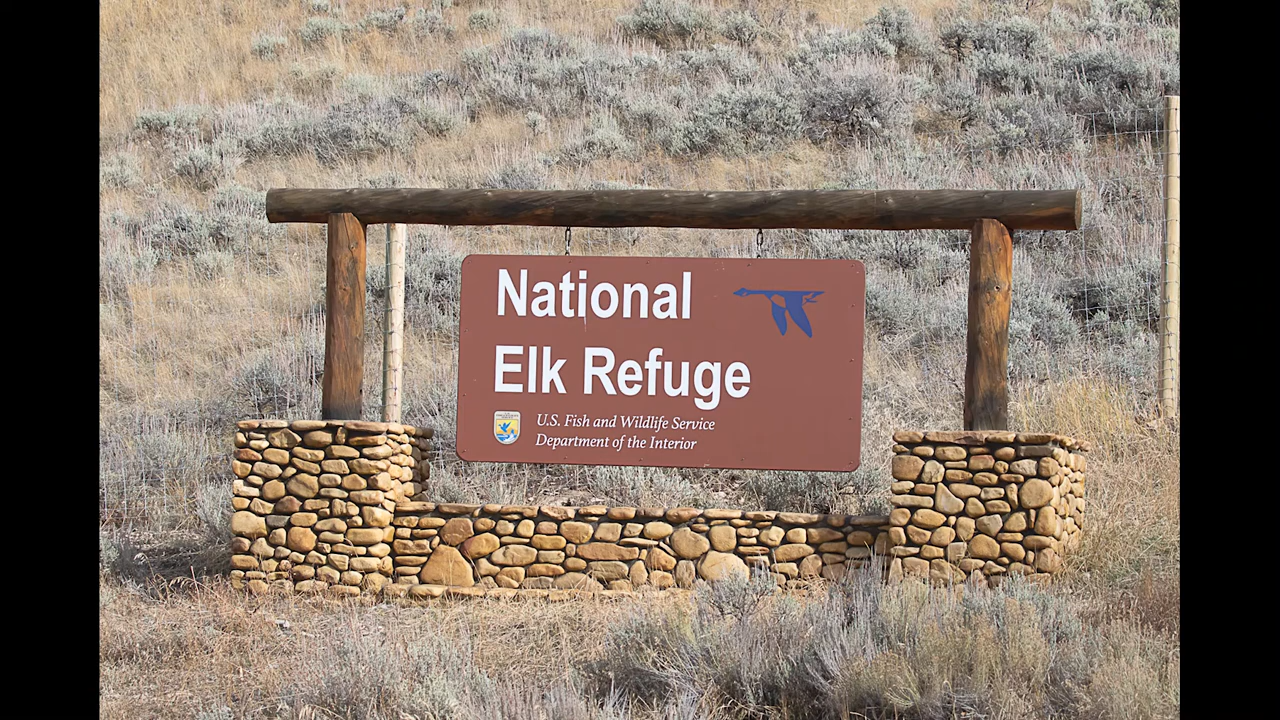 National
Elk Refuge
U.S. Fish and Wildlife Service
Department of the Interior